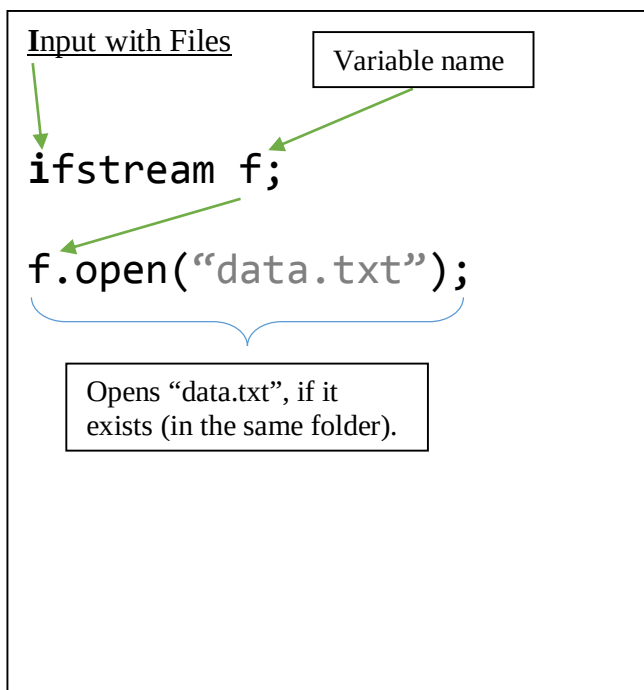 Input with Files
Variable name
ifstream f;
f.open(“data.txt”);
Opens “data.txt”, if it
exists (in the same folder).